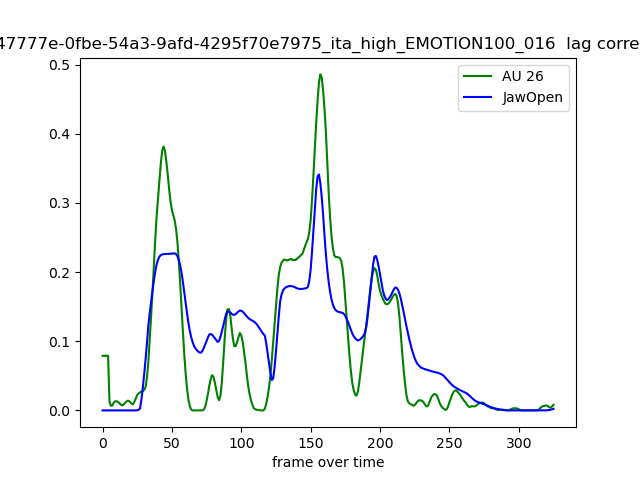 47777e-0fbe-54a3-9afd-4295f70e7975_ita_high_EMOTION100_016 lag corre
0.5
AU 26
JawOpen
0.4
0.3
0.2
0.1
0.0
0 50 100 150 200 250 300
frame over time